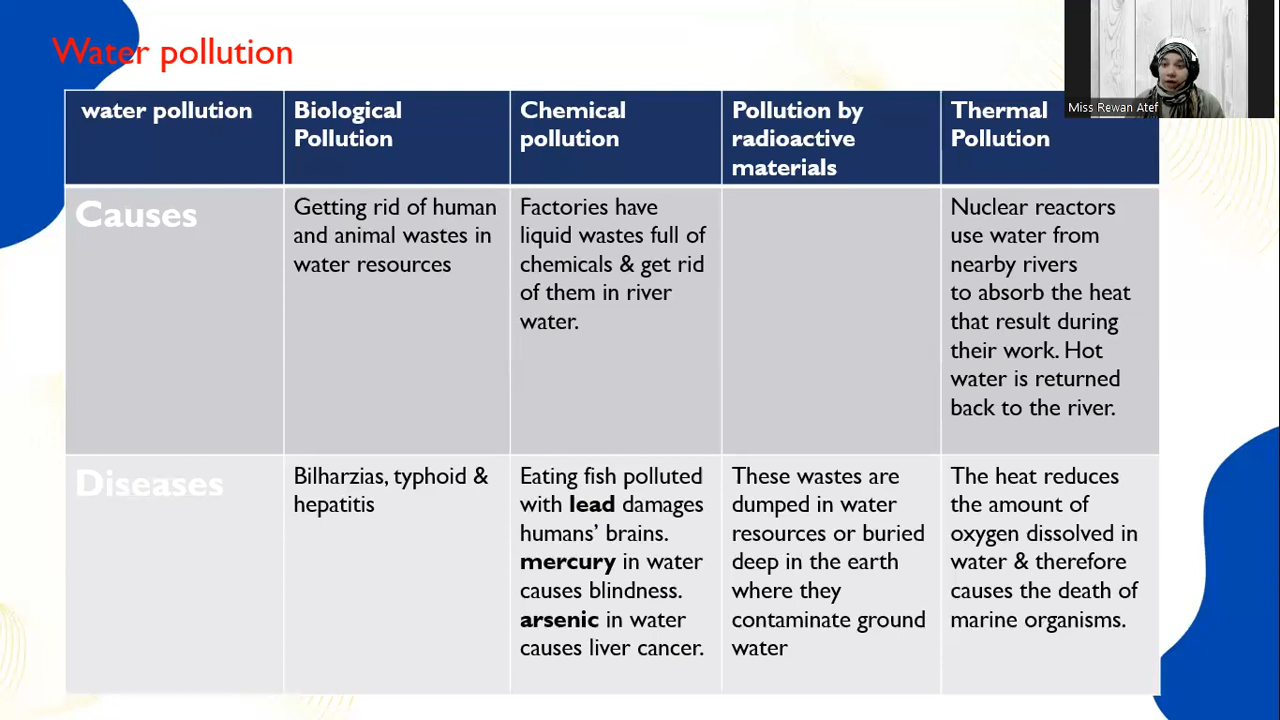 Water pollution
Miss Rewan Atef
water pollution
Biological
Pollution
Chemical
pollution
Pollution by
radioactive
materials
Thermal
Pollution
Causes
Getting rid of human
and animal wastes in
water resources
Factories have
liquid wastes full of
chemicals & get rid
of them in river
water.
Nuclear reactors
use water from
nearby rivers
to absorb the heat
that result during
their work. Hot
water is returned
back to the river.
Diseases
Bilharzias, typhoid &
hepatitis
Eating fish polluted
with lead damages
humans’ brains.
mercury in water
causes blindness.
arsenic in water
causes liver cancer.
These wastes are
dumped in water
resources or buried
deep in the earth
where they
contaminate ground
water
The heat reduces
the amount of
oxygen dissolved in
water & therefore
causes the death of
marine organisms.